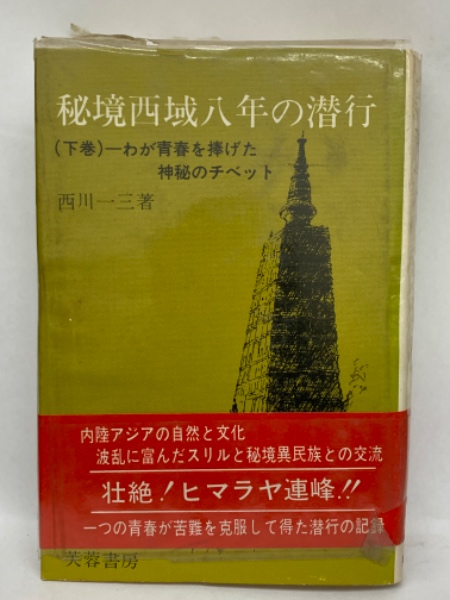 秘境西域八年の潜行
(下巻)—わが青春を捧げた
神秘のチベット
西川一三著
内陸アジアの自然と文化
波乱に富んだスリルと秘境異民族との交流
壮絶!ヒマラヤ連峰!!
一つの青春が苦難を克服して得た潜行の記録
芙蓉書房